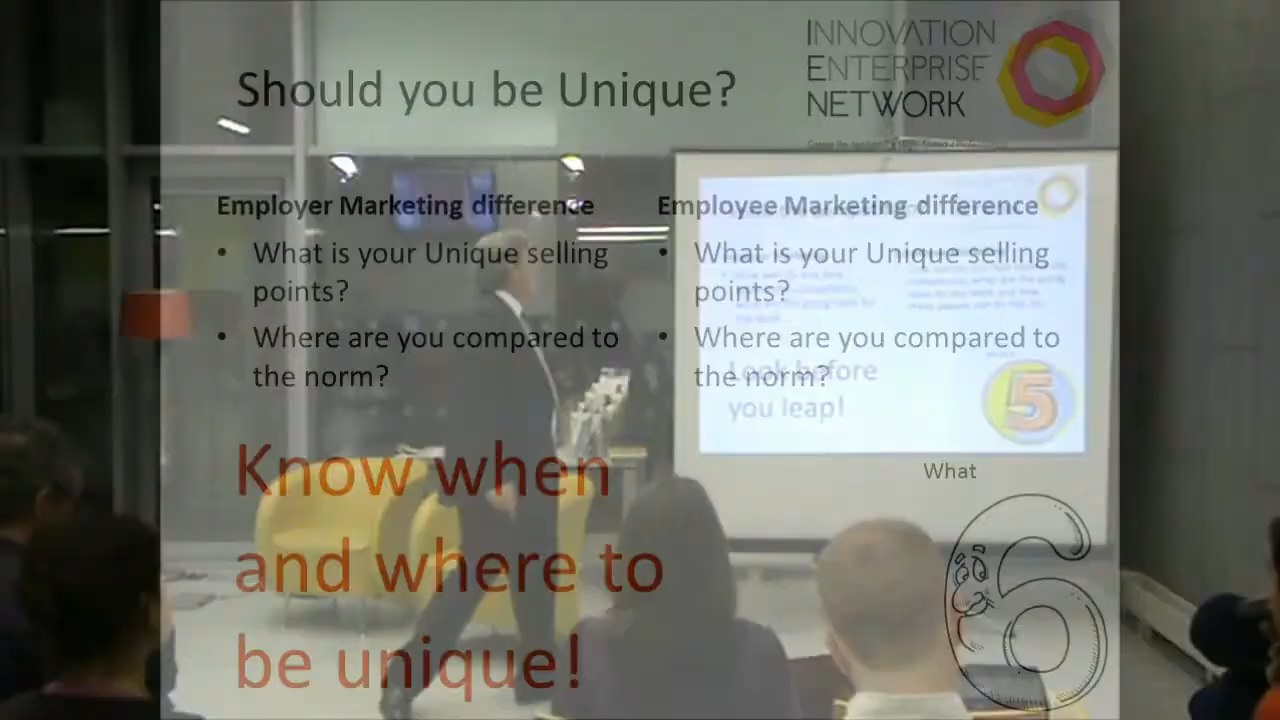 Should you be Unique?
INNOVATION
ENTERPRISE
NETWORK
Employer Marketing difference
• What is your Unique selling
points?
• Where are you compared to
the norm?
Employee Marketing difference
• What is your Unique selling
points?
• Where are you compared to
the norm?
Look before
you leap!
5
Know when
and where to
be unique!
What
6